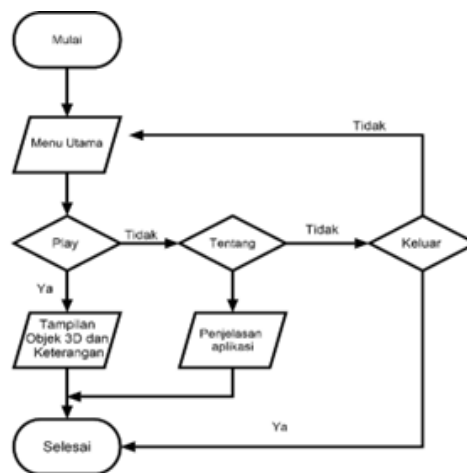 Mulai
Tidak
Menu Utama
Play
Tidak
Tentang
Tidak
Keluar
Ya
Tampilan
Objek 3D dan
Keterangan
Penjelasan
aplikasi
Ya
Selesai